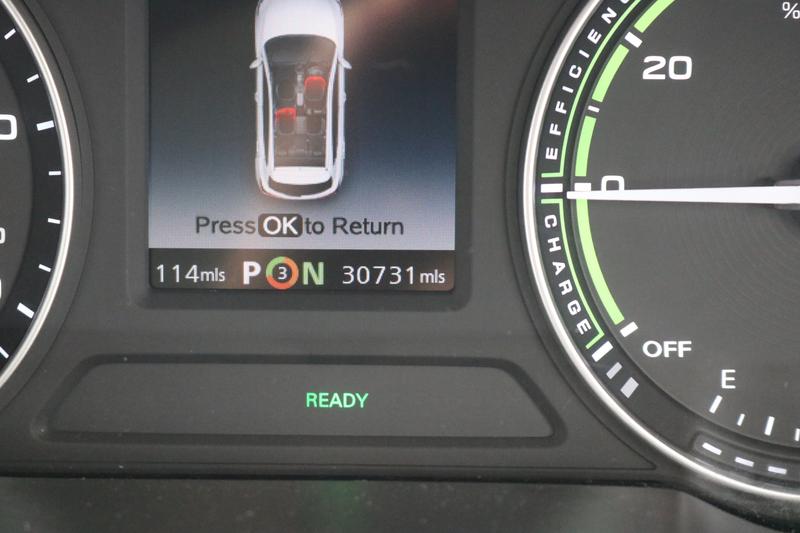 %
EFFICIENCY
20
0
Press OK to Return
114mls P 3 N 30731mls
CHARGE
OFF
READY
E